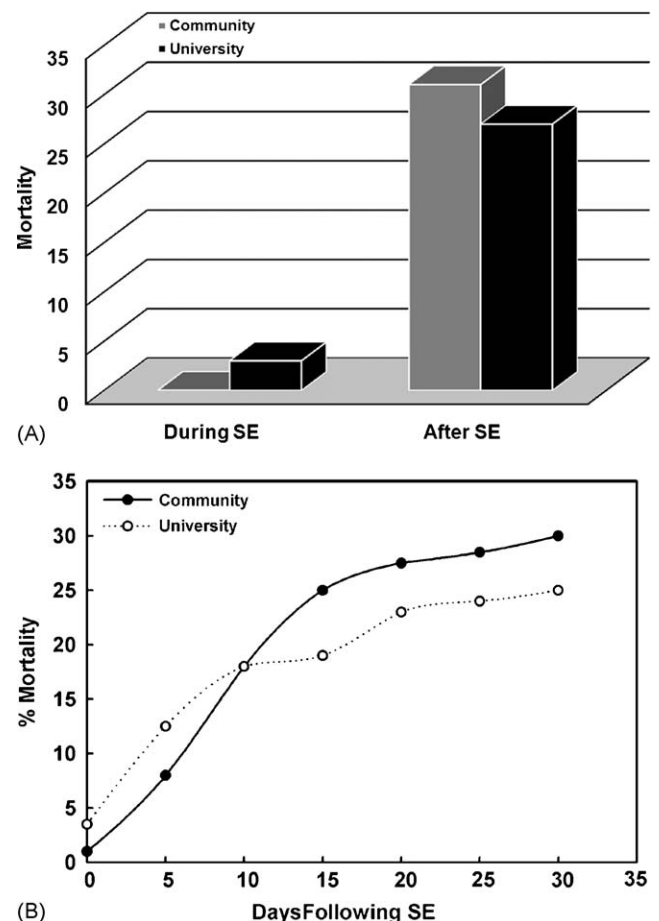 Community
University
35
30
25
20
15
10
5
0
Mortality
During SE After SE
(A)
35
30
25
20
15
10
5
0
% Mortality
Community
University
0 5 10 15 20 25 30 35
DaysFollowing SE
(B)